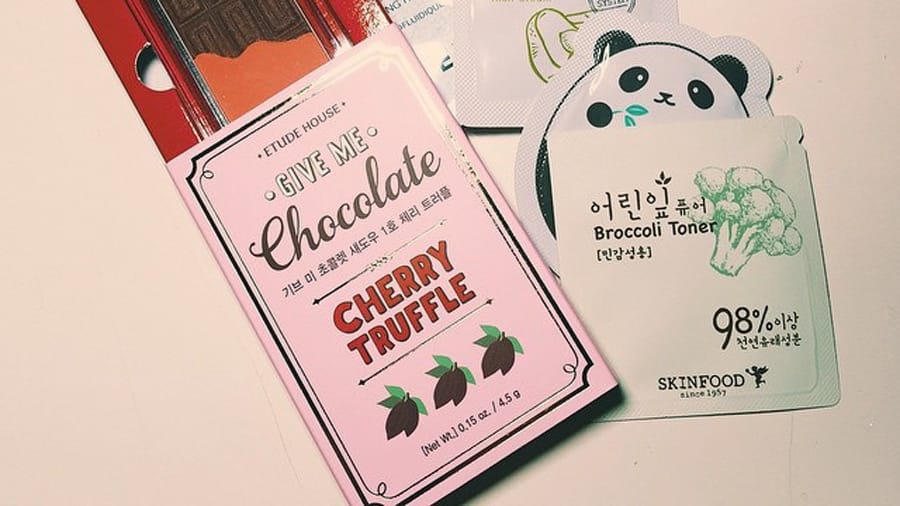 ETUDE HOUSE
GIVE ME
Chocolate
기브 미 초콜렛 섀도우 1호 체리 트러플
CHERRY
TRUFFLE
[Net Wt.] 0.15 oz. / 4.5 g
SYSTEM
어린잎 퓨어
Broccoli Toner
[민감성용]
98%이상
천연유래성분
SKINFOOD
since 1957